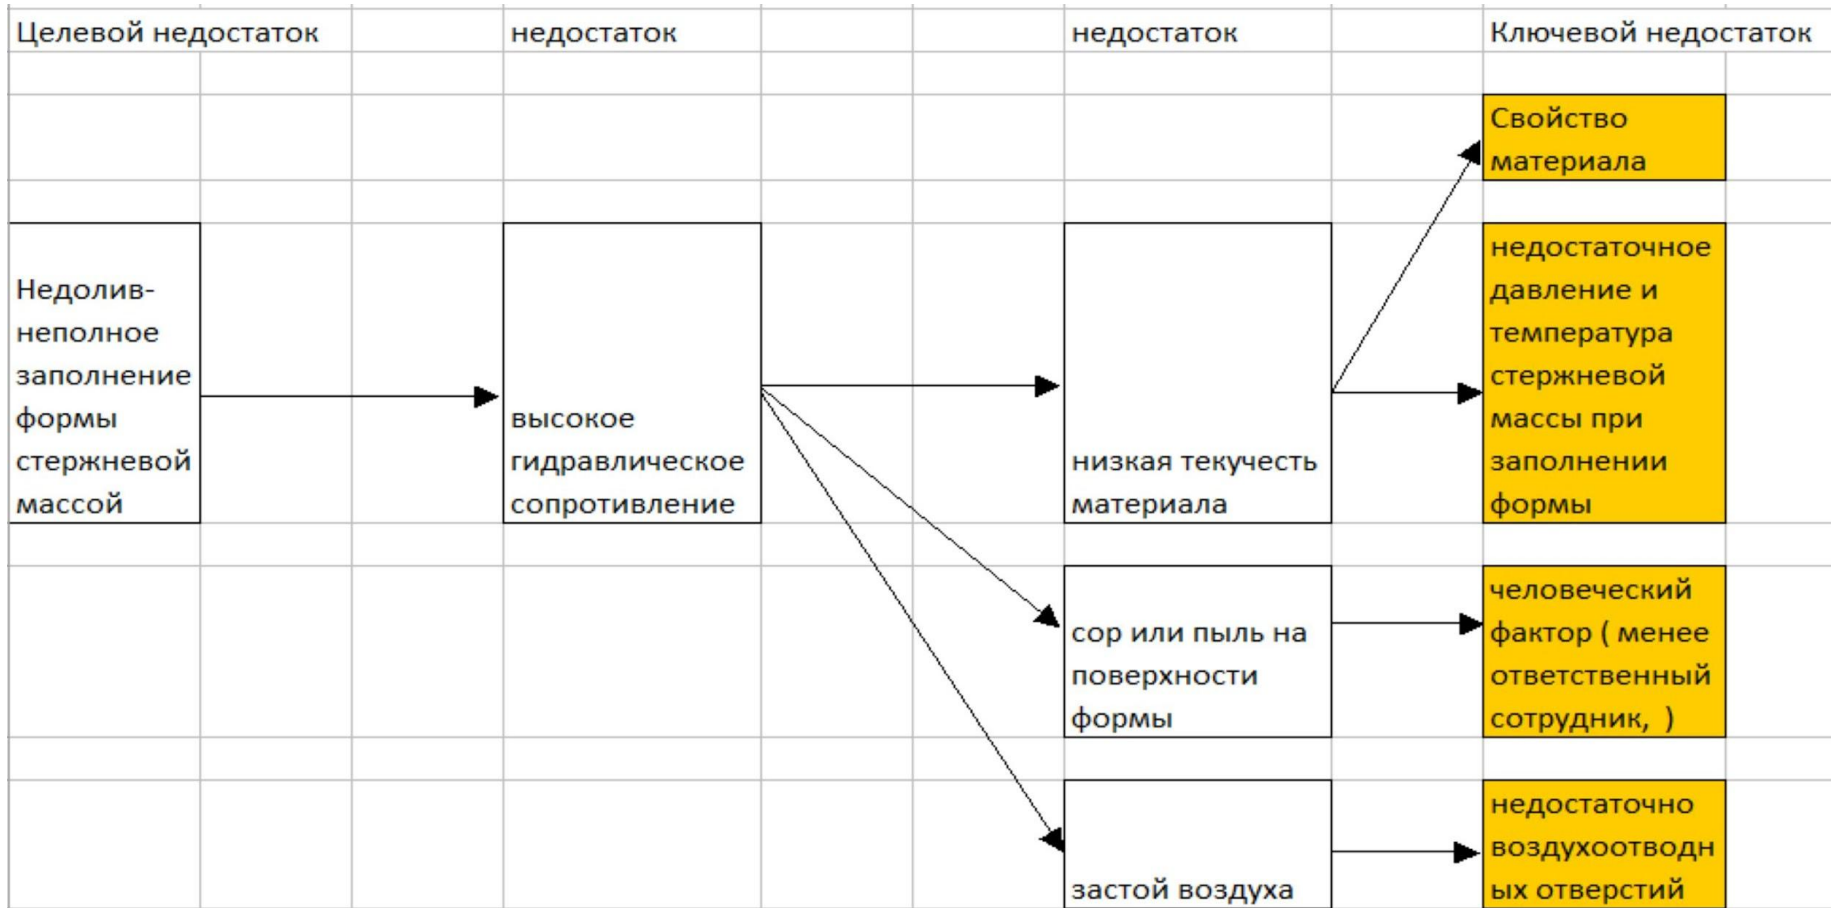 Целевой недостаток
недостаток
недостаток
Ключевой недостаток
Свойство
материала
Недолив-
неполное
заполнение
формы
стержневой
массой
высокое
гидравлическое
сопротивление
низкая текучесть
материала
недостаточное
давление и
температура
стержневой
массы при
заполнении
формы
сор или пыль на
поверхности
формы
человеческий
фактор ( менее
ответственный
сотрудник,  )
застой воздуха
недостаточно
воздухоотводн
ых отверстий